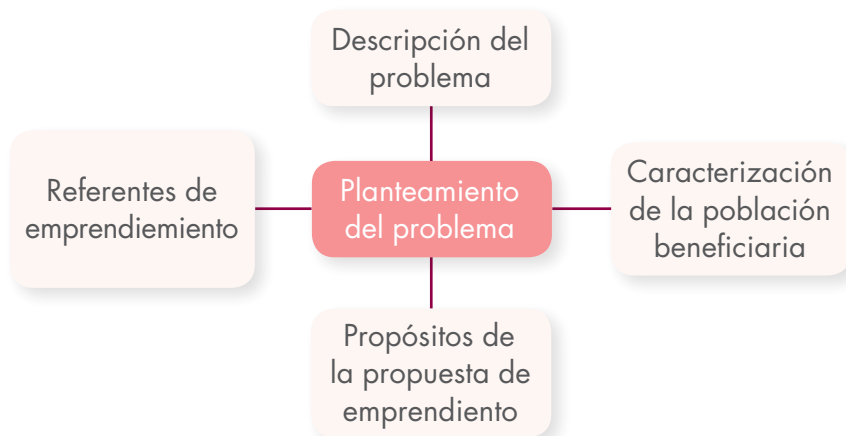 Descripción del
problema
Referentes de
emprendiemiento
Planteamiento
del problema
Caracterización
de la población
beneficiaria
Propósitos de
la propuesta de
emprendiento